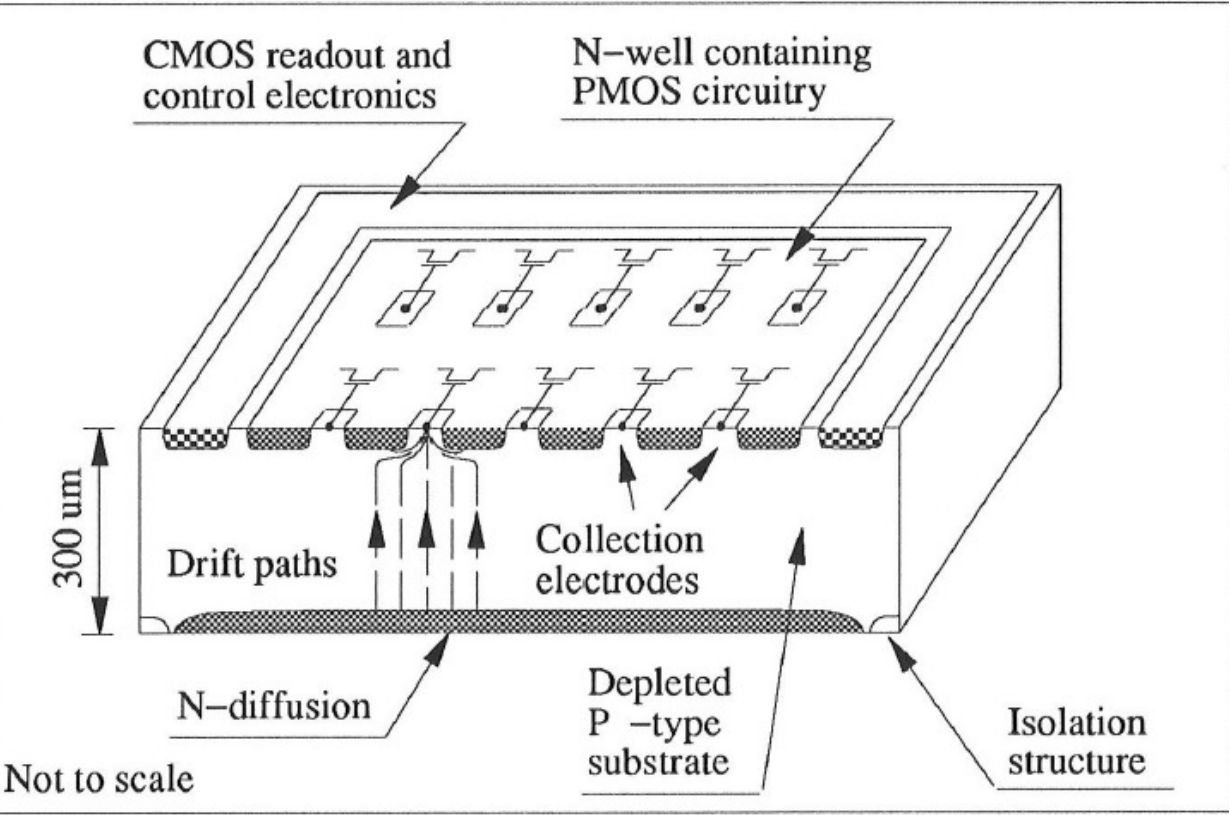 CMOS readout and
control electronics
N–well containing
PMOS circuitry
300 um
Drift paths
Collection
electrodes
N–diffusion
Depleted
P –type
substrate
Isolation
structure
Not to scale